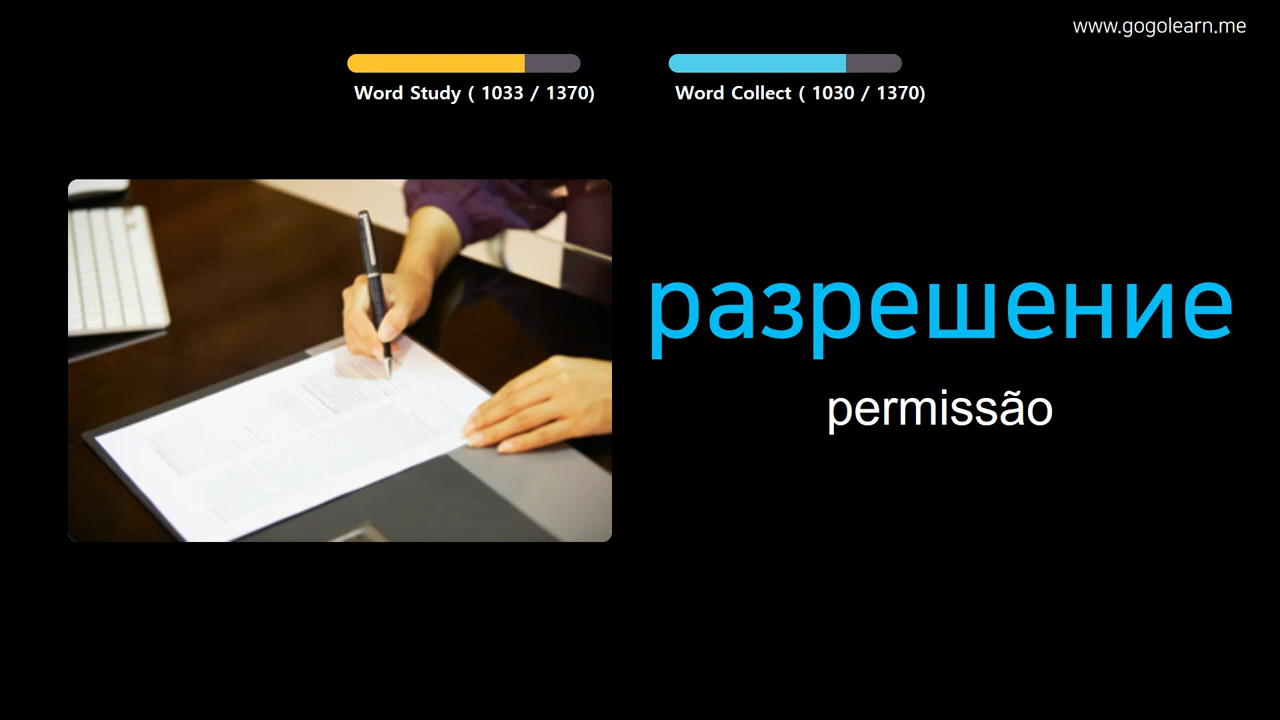 www.gogolearn.me
Word Study ( 1033 / 1370)
Word Collect ( 1030 / 1370)
разрешение
permissão